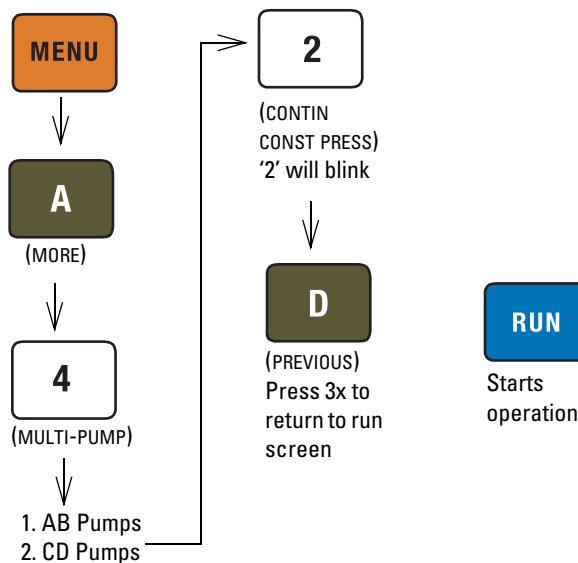 MENU
A
(MORE)
4
(MULTI-PUMP)
1. AB Pumps
2. CD Pumps
2
(CONTIN
CONST PRESS)
‘2’ will blink
D
(PREVIOUS)
Press 3x to
return to run
screen
RUN
Starts
operation